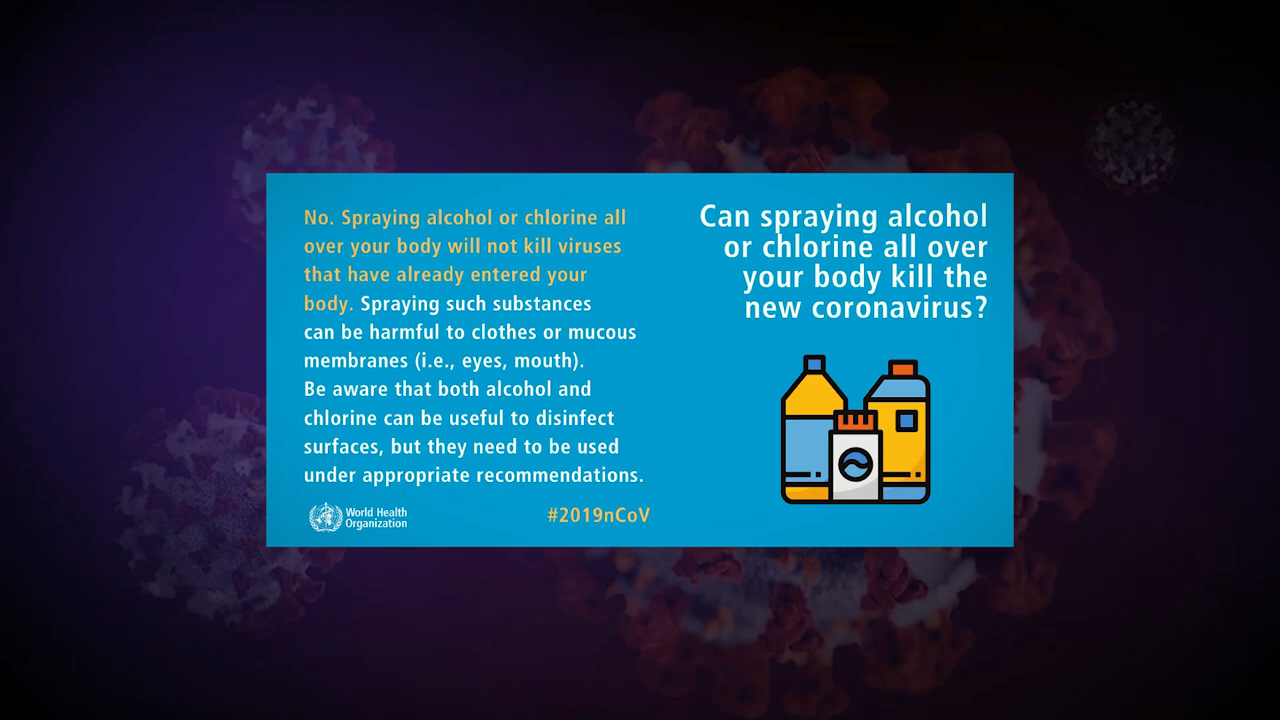 No. Spraying alcohol or chlorine all
over your body will not kill viruses
that have already entered your
body. Spraying such substances
can be harmful to clothes or mucous
membranes (i.e., eyes, mouth).
Be aware that both alcohol and
chlorine can be useful to disinfect
surfaces, but they need to be used
under appropriate recommendations.
World Health
Organization
#2019nCoV
Can spraying alcohol
or chlorine all over
your body kill the
new coronavirus?